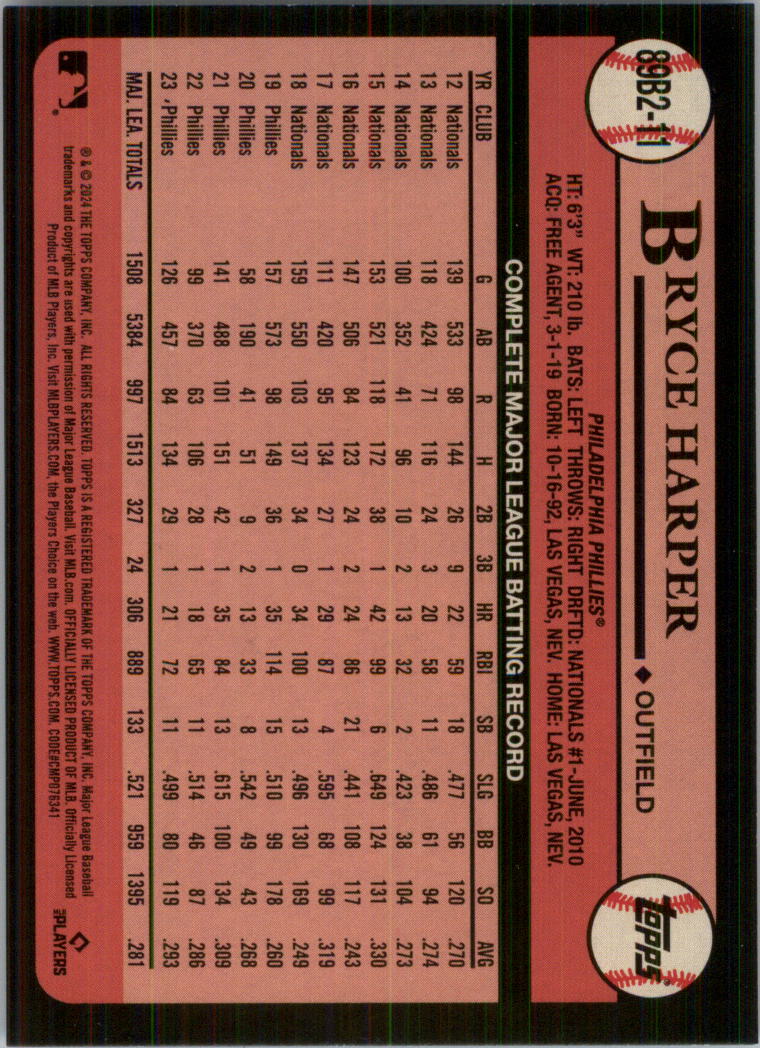 89B2-11
BRYCE HARPER ♦ OUTFIELD
topps®
PHILADELPHIA PHILLIES®
HT: 6'3" WT: 210 lb. BATS: LEFT THROWS: RIGHT DRFTD: NATIONALS #1-JUNE, 2010
ACQ: FREE AGENT, 3-1-19 BORN: 10-16-92, LAS VEGAS, NEV. HOME: LAS VEGAS, NEV.
COMPLETE MAJOR LEAGUE BATTING RECORD
YR CLUB G AB R H 2B 3B HR RBI SB SLG BB SO AVG
12 Nationals 139 533 98 144 26 9 22 59 18 .477 56 120 .270
13 Nationals 118 424 71 116 24 3 20 58 11 .486 61 94 .274
14 Nationals 100 352 41 96 10 2 13 32 2 .423 38 104 .273
15 Nationals 153 521 118 172 38 1 42 99 6 .649 124 131 .330
16 Nationals 147 506 84 123 24 2 24 86 21 .441 108 117 .243
17 Nationals 111 420 95 134 27 1 29 87 4 .595 68 99 .319
18 Nationals 159 550 103 137 34 0 34 100 13 .496 130 169 .249
19 Phillies 157 573 98 149 36 1 35 114 15 .510 99 178 .260
20 Phillies 58 190 41 51 9 2 13 33 8 .542 49 43 .268
21 Phillies 141 488 101 151 42 1 35 84 13 .615 100 134 .309
22 Phillies 99 370 63 106 28 1 18 65 11 .514 46 87 .286
23 Phillies 126 457 84 134 29 1 21 72 11 .499 80 119 .293
MAJ. LEA. TOTALS 1508 5384 997 1513 327 24 306 889 133 .521 959 1395 .281
® & © 2024 THE TOPPS COMPANY, INC. ALL RIGHTS RESERVED. TOPPS IS A REGISTERED TRADEMARK OF THE TOPPS COMPANY, INC. Major League Baseball
trademarks and copyrights are used with permission of Major League Baseball. Visit MLB.com. OFFICIALLY LICENSED PRODUCT OF MLB. Officially Licensed
Product of MLB Players, Inc. Visit MLBPLAYERS.COM, the Players Choice on the web. WWW.TOPPS.COM. CODE#CMP076341
MLB PLAYERS